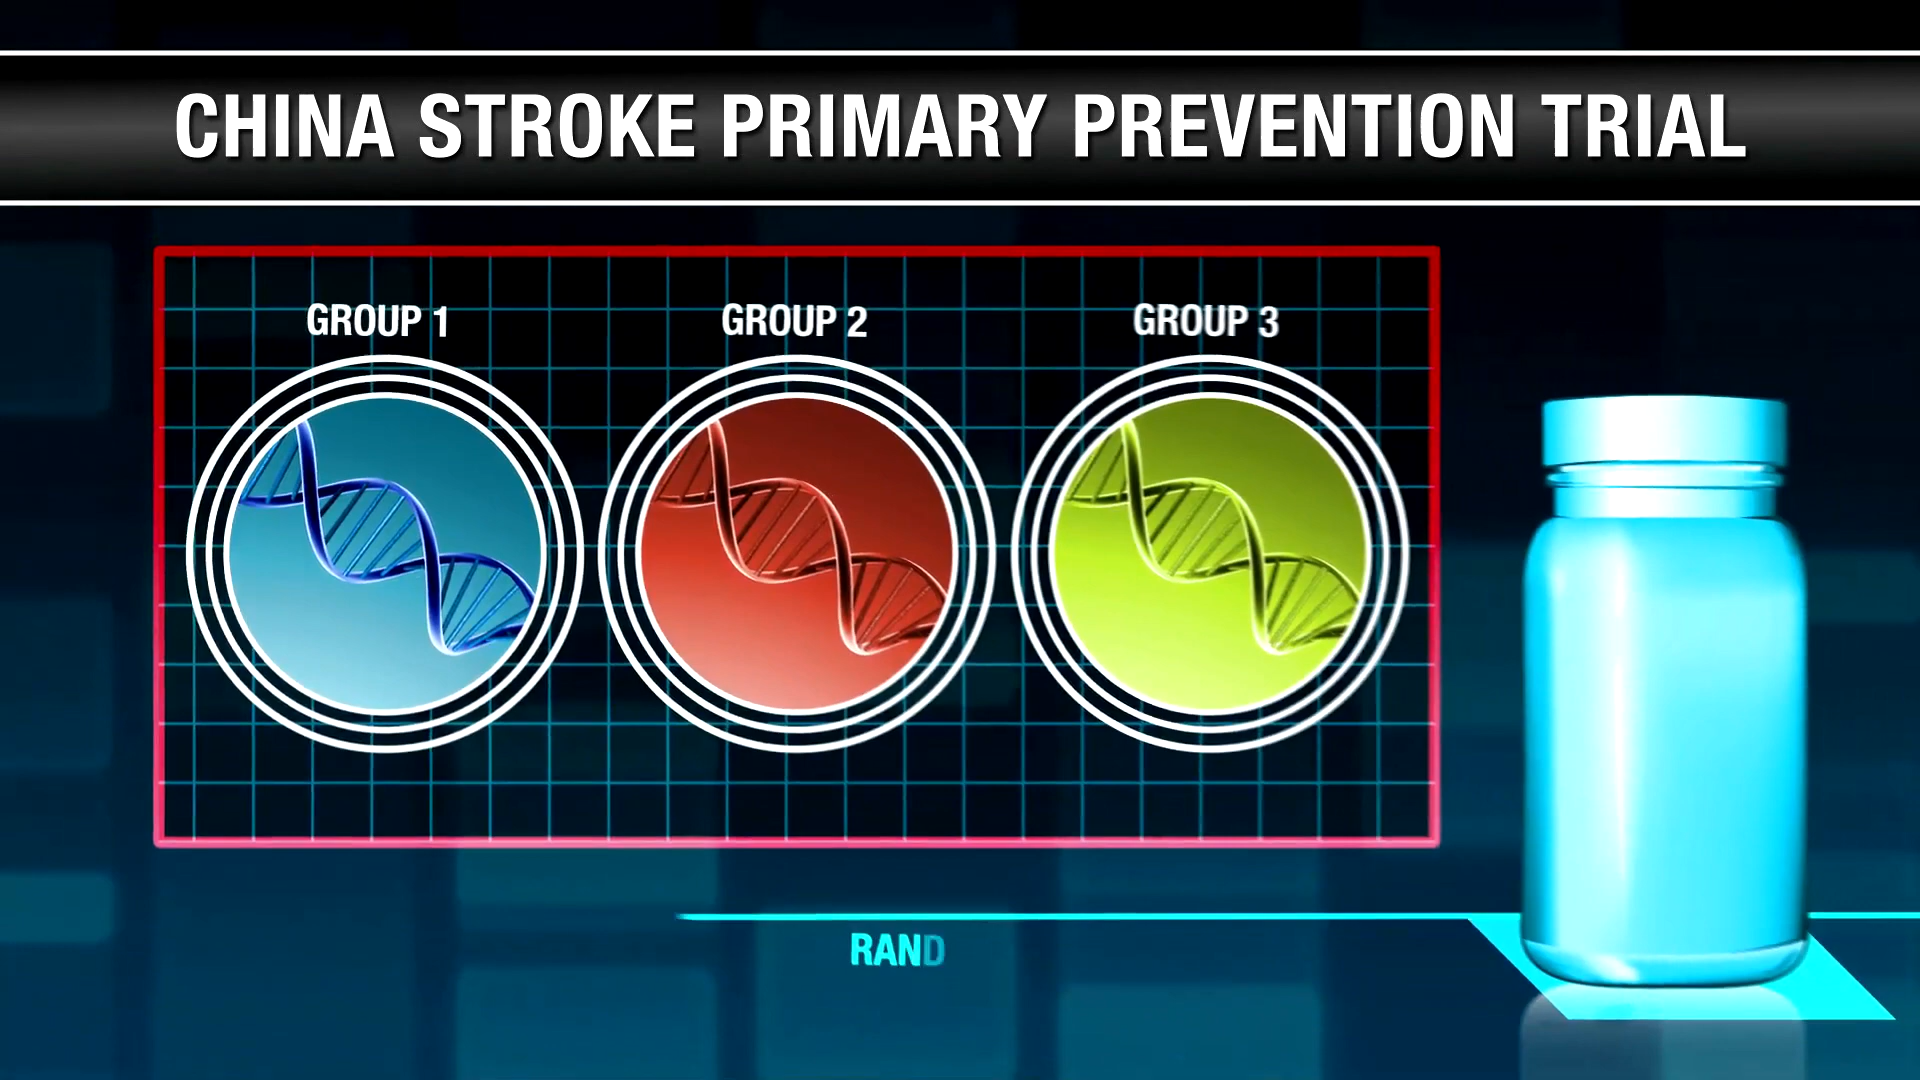 CHINA STROKE PRIMARY PREVENTION TRIAL
GROUP 1
GROUP 2
GROUP 3
RAND